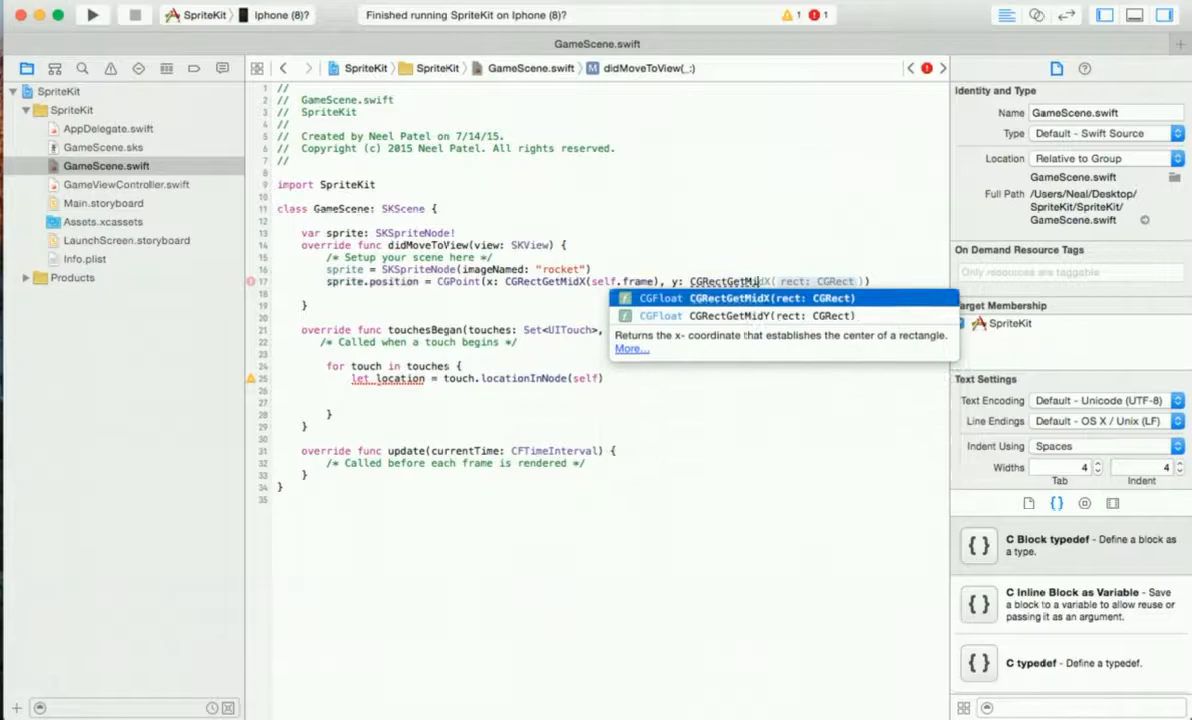 SpriteKit
iPhone (8)?
Finished running SpriteKit on iPhone (8)?
1
1
GameScene.swift
SpriteKit
SpriteKit
GameScene.swift
M didMoveToView(_:)
SpriteKit
SpriteKit
AppDelegate.swift
GameScene.sks
GameScene.swift
GameViewController.swift
Main.storyboard
Assets.xcassets
LaunchScreen.storyboard
Info.plist
Products
1 //
2 // GameScene.swift
3 // SpriteKit
4 //
5 // Created by Neel Patel on 7/14/15.
6 // Copyright (c) 2015 Neel Patel. All rights reserved.
7 //
8
9 import SpriteKit
10
11 class GameScene: SKScene {
12
13 var sprite: SKSpriteNode!
14 override func didMoveToView(view: SKView) {
15 /* Setup your scene here */
16 sprite = SKSpriteNode(imageNamed: "rocket")
17 sprite.position = CGPoint(x: CGRectGetMidX(self.frame), y: CGRectGetMidX( rect: CGRect ))
f CGFloat CGRectGetMidX(rect: CGRect)
f CGFloat CGRectGetMidY(rect: CGRect)
Returns the x- coordinate that establishes the center of a rectangle.
More...
18
19 }
20
21 override func touchesBegan(touches: Set<UITouch>,
22 /* Called when a touch begins */
23
24 for touch in touches {
25 let location = touch.locationInNode(self)
26
27
28 }
29 }
30
31 override func update(currentTime: CFTimeInterval) {
32 /* Called before each frame is rendered */
33 }
34 }
35
Identity and Type
Name GameScene.swift
Type Default - Swift Source
Location Relative to Group
GameScene.swift
Full Path /Users/Neal/Desktop/
SpriteKit/SpriteKit/
GameScene.swift
On Demand Resource Tags
Only resources are taggable
Target Membership
SpriteKit
Text Settings
Text Encoding Default - Unicode (UTF-8)
Line Endings Default - OS X / Unix (LF)
Indent Using Spaces
Widths 4 4
Tab Indent
{ } C Block typedef - Define a block as
a type.
{ } C Inline Block as Variable - Save
a block to a variable to allow reuse or
passing it as an argument.
{ } C typedef - Define a typedef.